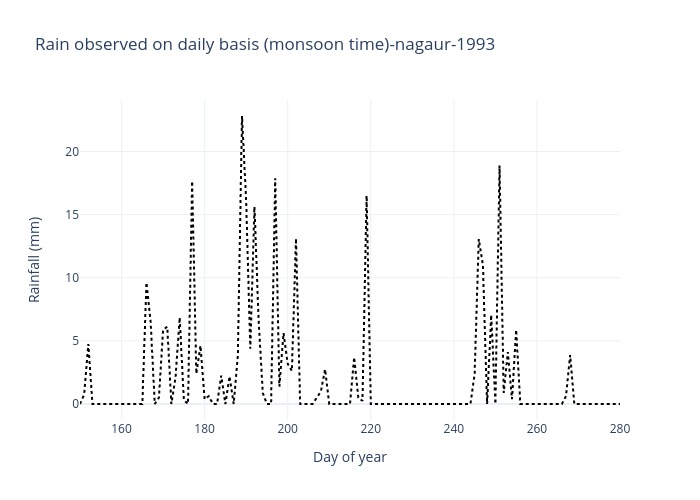 Rain observed on daily basis (monsoon time)-nagaur-1993
20
15
10
5
0
Rainfall (mm)
160 180 200 220 240 260 280
Day of year